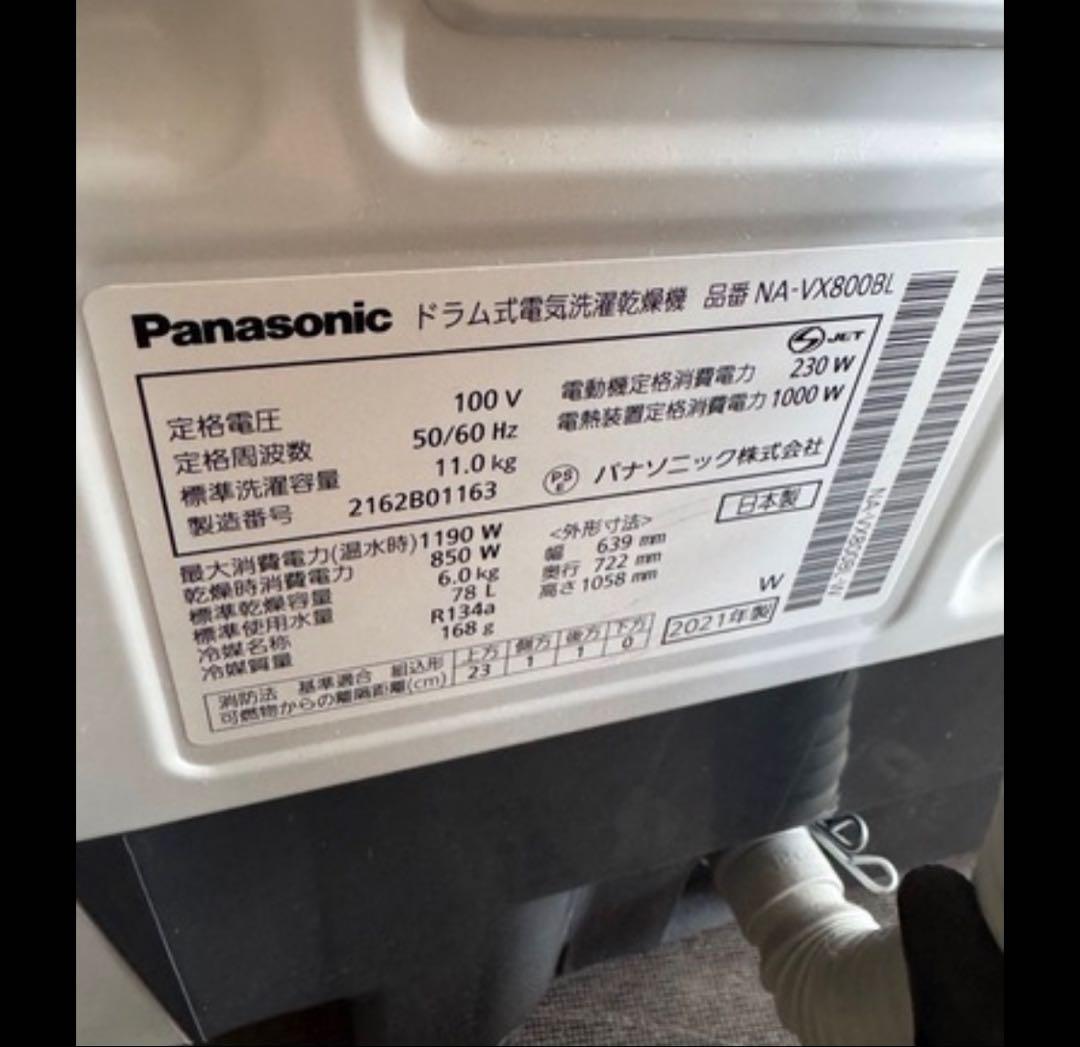 Panasonic ドラム式電気洗濯乾燥機 品番 NA-VX800BL
JET
定格電圧 100 V 電動機定格消費電力 230 W
定格周波数 50/60 Hz 電熱装置定格消費電力 1000 W
標準洗濯容量 11.0 kg
製造番号 2162B01163 PS E パナソニック株式会社
日本製
最大消費電力(温水時) 1190 W <外形寸法>
乾燥時消費電力 850 W 幅 639 mm
標準乾燥容量 6.0 kg 奥行 722 mm
標準使用水量 78 L 高さ 1058 mm
冷媒名称 R134a W
冷媒質量 168 g 2021年製
消防法 基準適合 組込形 上方 側方 後方 下方
可燃物からの離隔距離(cm) 23 1 1 0
NA-VX800BL-W